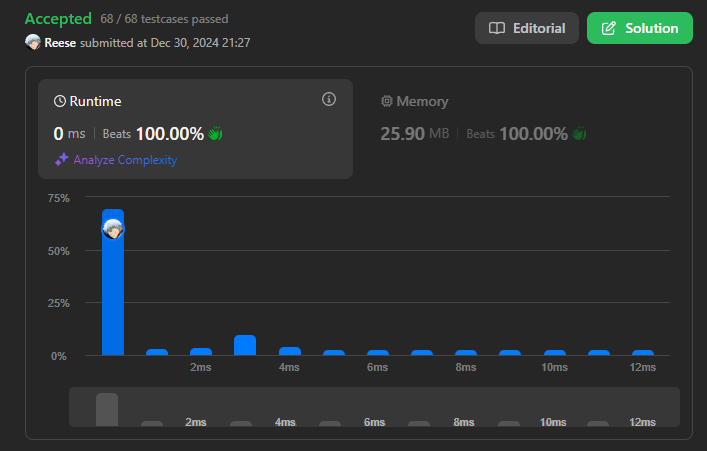 Accepted 68 / 68 testcases passed
Editorial
Solution
Reese submitted at Dec 30, 2024 21:27
Runtime
0 ms | Beats 100.00%
Analyze Complexity
Memory
25.90 MB | Beats 100.00%
75%
50%
25%
0%
2ms 4ms 6ms 8ms 10ms 12ms
2ms 4ms 6ms 8ms 10ms 12ms